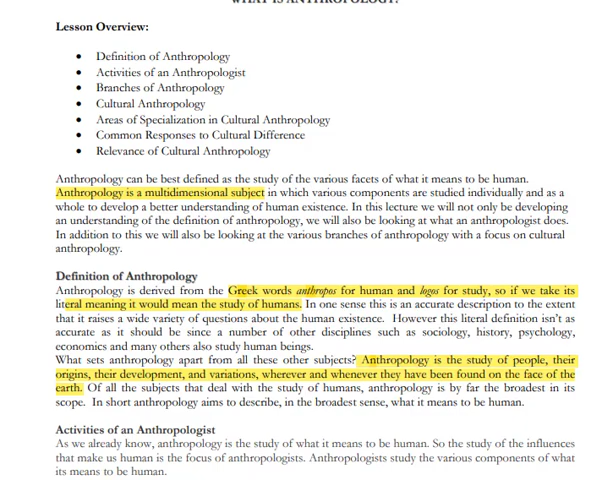 WHAT IS ANTHROPOLOGY?
Lesson Overview:
• Definition of Anthropology
• Activities of an Anthropologist
• Branches of Anthropology
• Cultural Anthropology
• Areas of Specialization in Cultural Anthropology
• Common Responses to Cultural Difference
• Relevance of Cultural Anthropology
Anthropology can be best defined as the study of the various facets of what it means to be human.
Anthropology is a multidimensional subject in which various components are studied individually and as a
whole to develop a better understanding of human existence. In this lecture we will not only be developing
an understanding of the definition of anthropology, we will also be looking at what an anthropologist does.
In addition to this we will also be looking at the various branches of anthropology with a focus on cultural
anthropology.
Definition of Anthropology
Anthropology is derived from the Greek words anthropos for human and logos for study, so if we take its
literal meaning it would mean the study of humans. In one sense this is an accurate description to the extent
that it raises a wide variety of questions about the human existence. However this literal definition isn't as
accurate as it should be since a number of other disciplines such as sociology, history, psychology,
economics and many others also study human beings.
What sets anthropology apart from all these other subjects? Anthropology is the study of people, their
origins, their development, and variations, wherever and whenever they have been found on the face of the
earth. Of all the subjects that deal with the study of humans, anthropology is by far the broadest in its
scope. In short anthropology aims to describe, in the broadest sense, what it means to be human.
Activities of an Anthropologist
As we already know, anthropology is the study of what it means to be human. So the study of the influences
that make us human is the focus of anthropologists. Anthropologists study the various components of what
its means to be human.